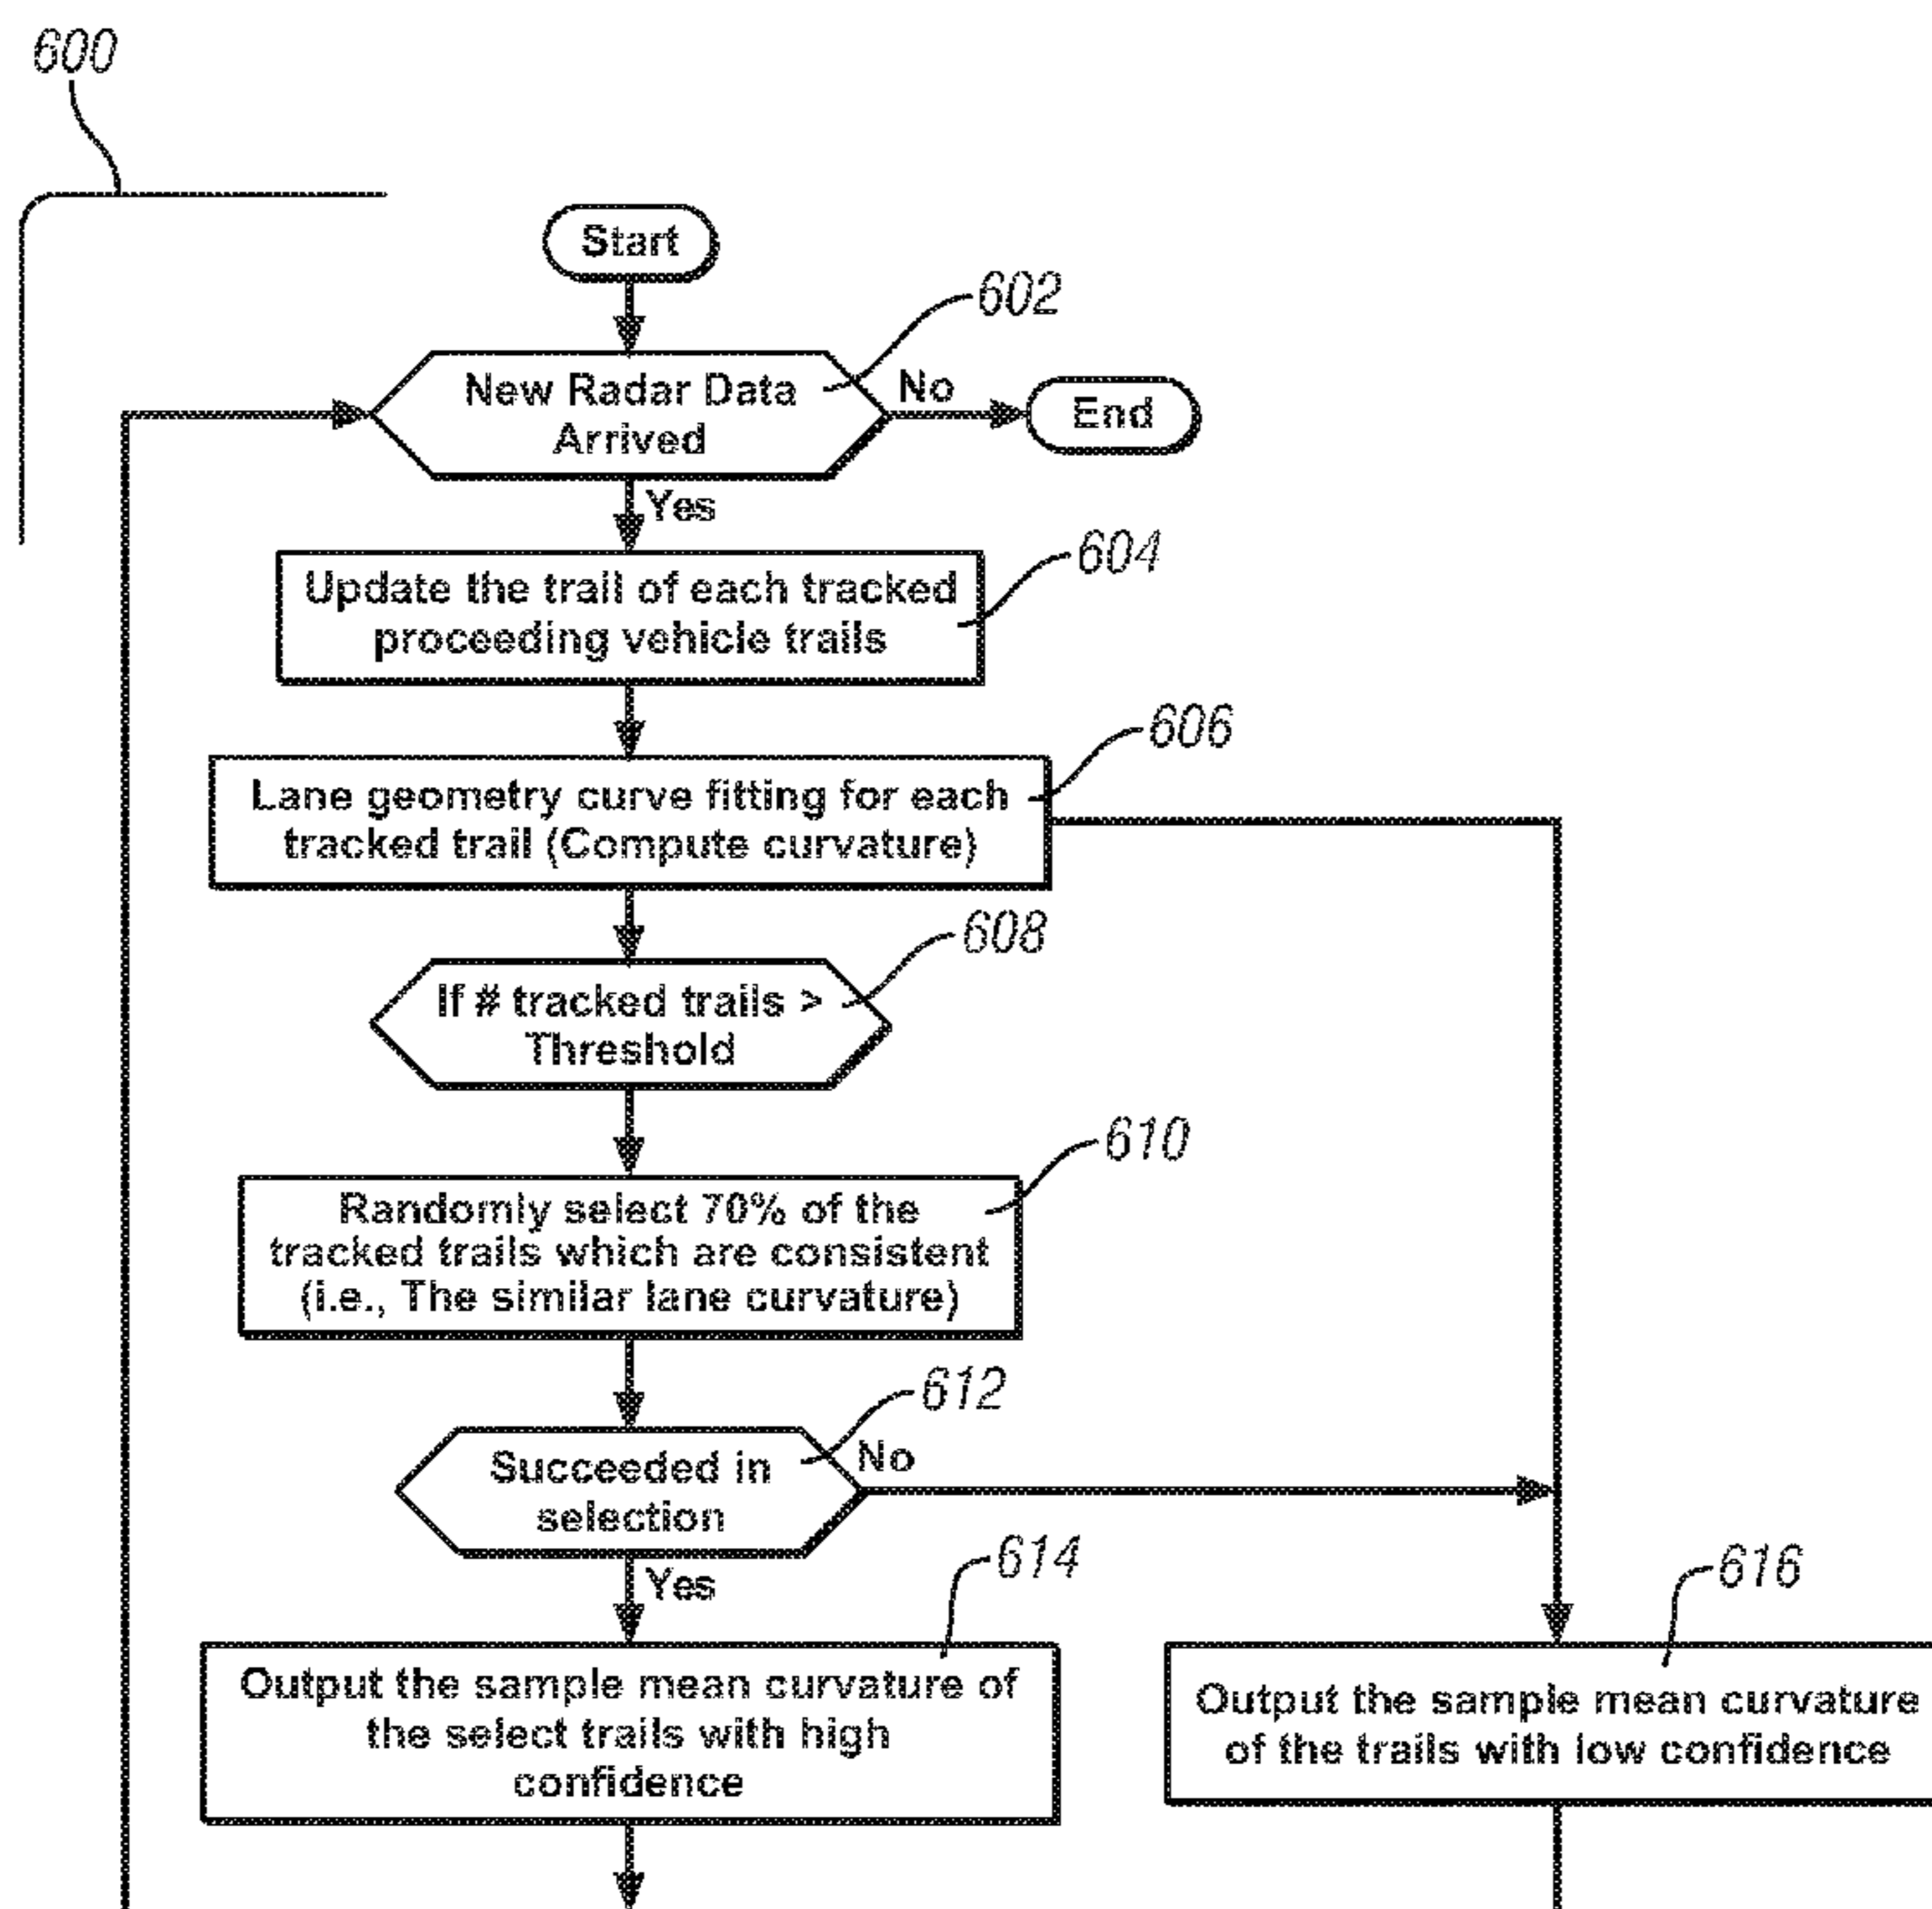 600
Start
602
New Radar Data
Arrived
No
End
Yes
604
Update the trail of each tracked
proceeding vehicle trails
606
Lane geometry curve fitting for each
tracked trail (Compute curvature)
608
If # tracked trails >
Threshold
610
Randomly select 70% of the
tracked trails which are consistent
(i.e., The similar lane curvature)
612
Succeeded in
selection
No
Yes
614
616
Output the sample mean curvature of
the select trails with high
confidence
Output the sample mean curvature
of the trails with low confidence